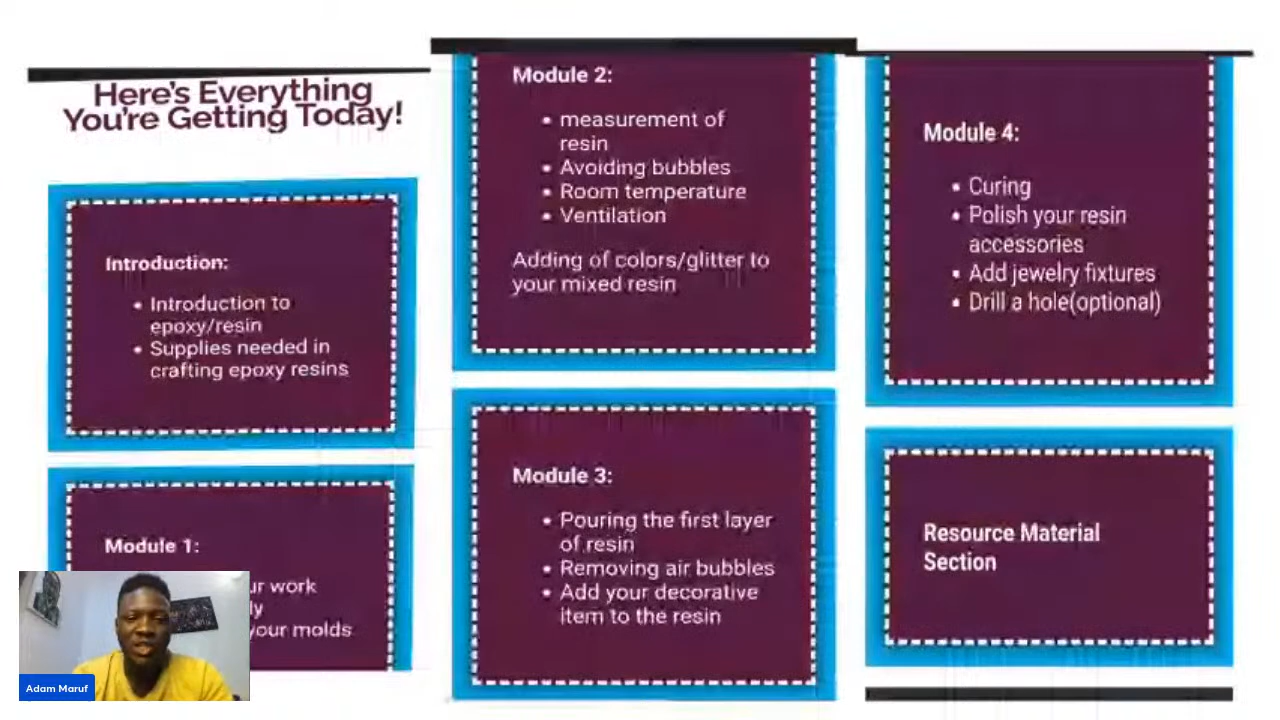 Here's Everything
You're Getting Today!
Introduction:
• Introduction to
epoxy/resin
• Supplies needed in
crafting epoxy resins
Module 1:
work
your molds
Adam Maruf
Module 2:
• measurement of
resin
• Avoiding bubbles
• Room temperature
• Ventilation
Adding of colors/glitter to
your mixed resin
Module 3:
• Pouring the first layer
of resin
• Removing air bubbles
• Add your decorative
item to the resin
Module 4:
• Curing
• Polish your resin
accessories
• Add jewelry fixtures
• Drill a hole(optional)
Resource Material
Section